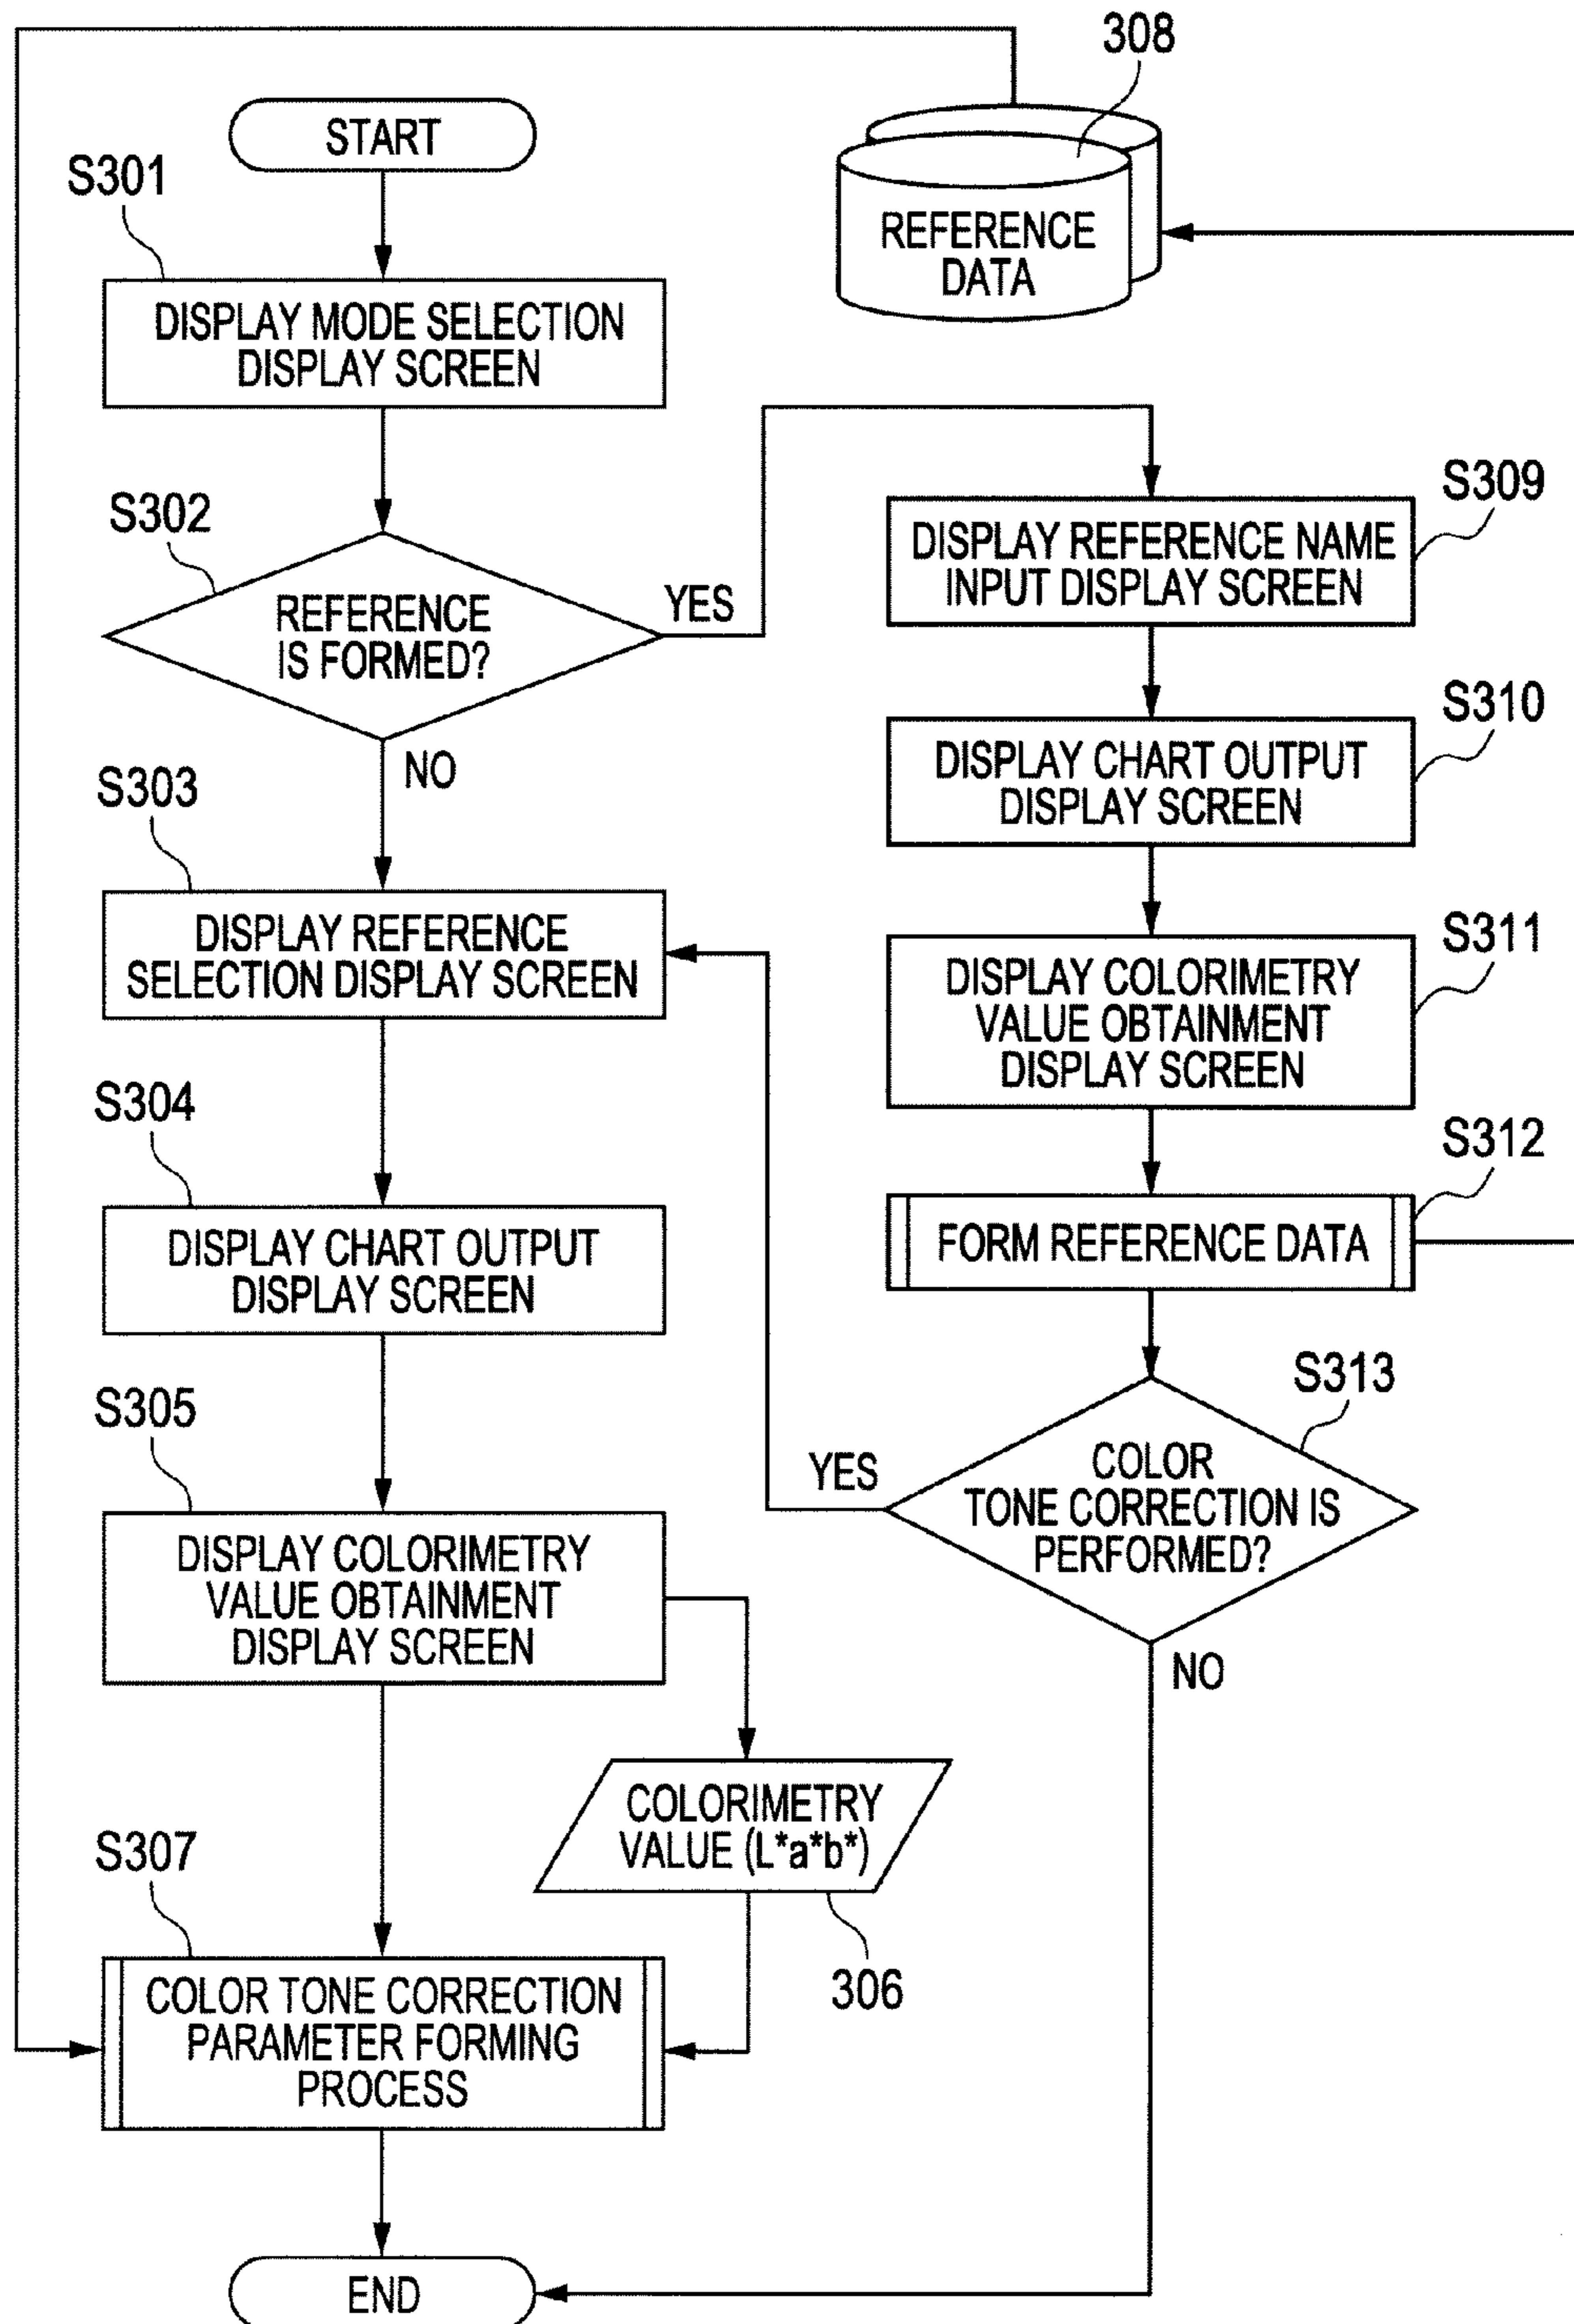 308
START
S301
REFERENCE
DATA
DISPLAY MODE SELECTION
DISPLAY SCREEN
S309
S302
DISPLAY REFERENCE NAME
INPUT DISPLAY SCREEN
REFERENCE
IS FORMED?
YES
S310
NO
DISPLAY CHART OUTPUT
DISPLAY SCREEN
S303
DISPLAY REFERENCE
SELECTION DISPLAY SCREEN
S311
DISPLAY COLORIMETRY
VALUE OBTAINMENT
DISPLAY SCREEN
S304
S312
DISPLAY CHART OUTPUT
DISPLAY SCREEN
FORM REFERENCE DATA
S313
S305
YES
COLOR
TONE CORRECTION IS
PERFORMED?
DISPLAY COLORIMETRY
VALUE OBTAINMENT
DISPLAY SCREEN
NO
COLORIMETRY
VALUE (L*a*b*)
S307
306
COLOR TONE CORRECTION
PARAMETER FORMING
PROCESS
END